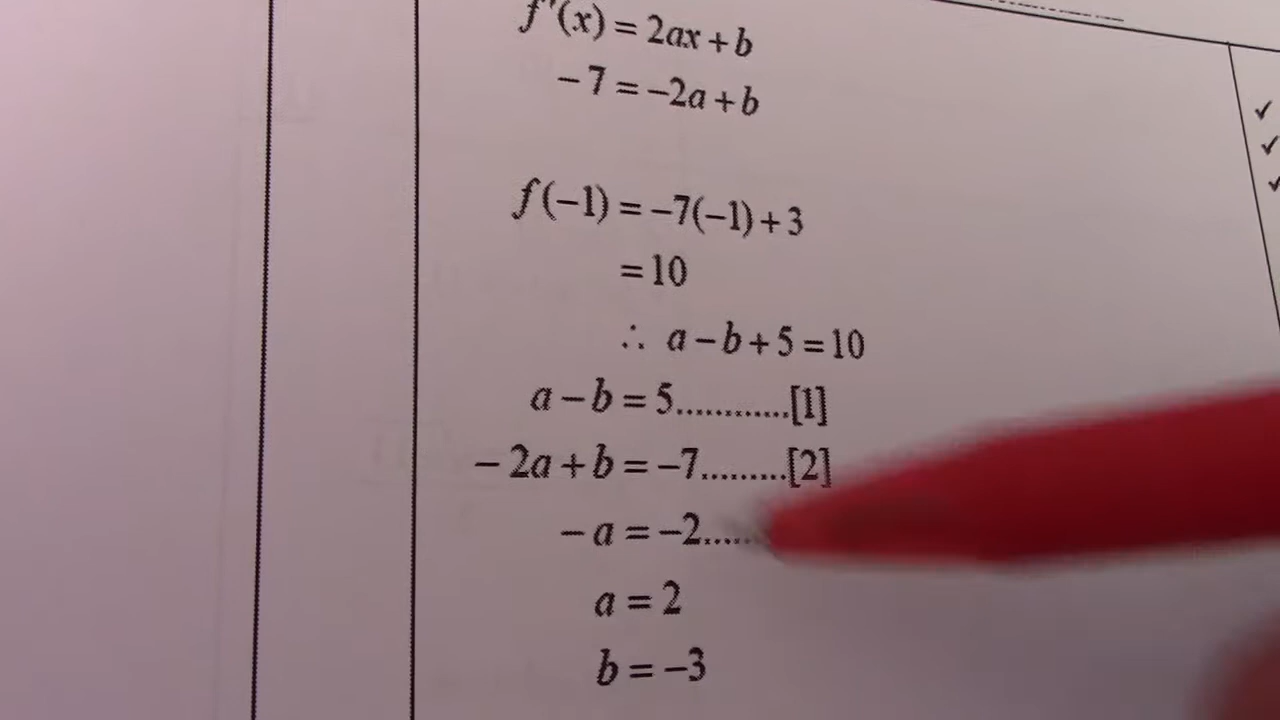 f'(x) = 2ax + b
− 7 = −2a + b
f(−1) = −7(−1) + 3
= 10
∴ a − b + 5 = 10
a − b = 5............[1]
− 2a + b = −7.........[2]
− a = −2.....
a = 2
b = −3
✓
✓
✓